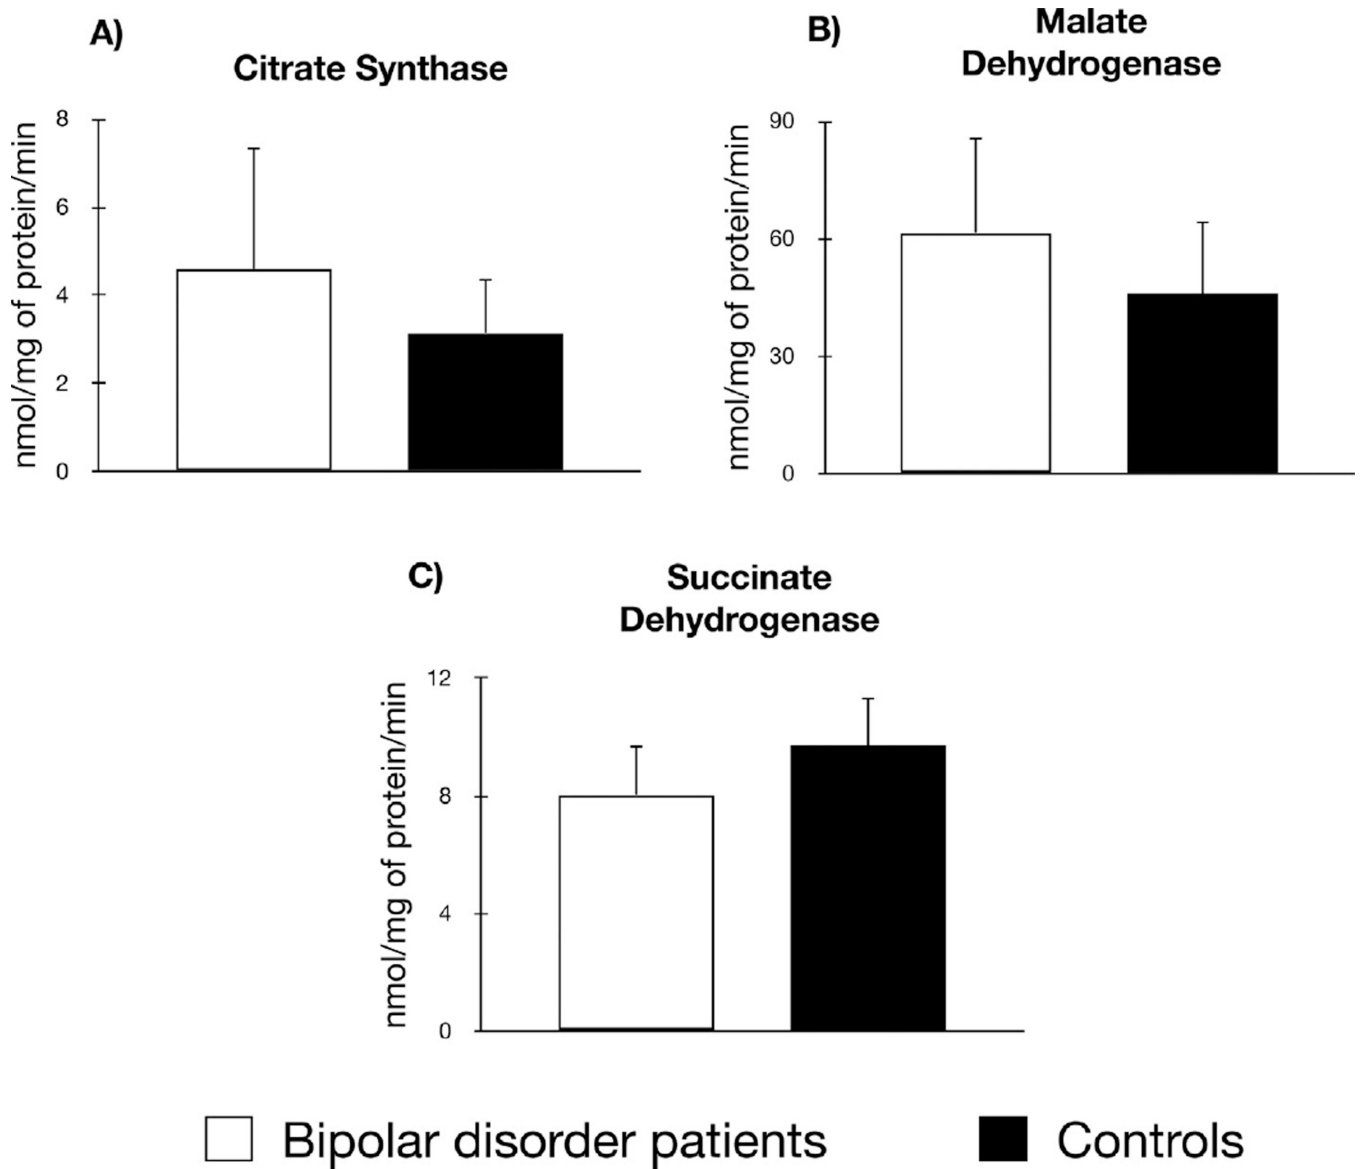 A)
Citrate Synthase
nmol/mg of protein/min
8
6
4
2
0
B)
Malate
Dehydrogenase
nmol/mg of protein/min
90
60
30
0
C)
Succinate
Dehydrogenase
nmol/mg of protein/min
12
8
4
0
Bipolar disorder patients
Controls